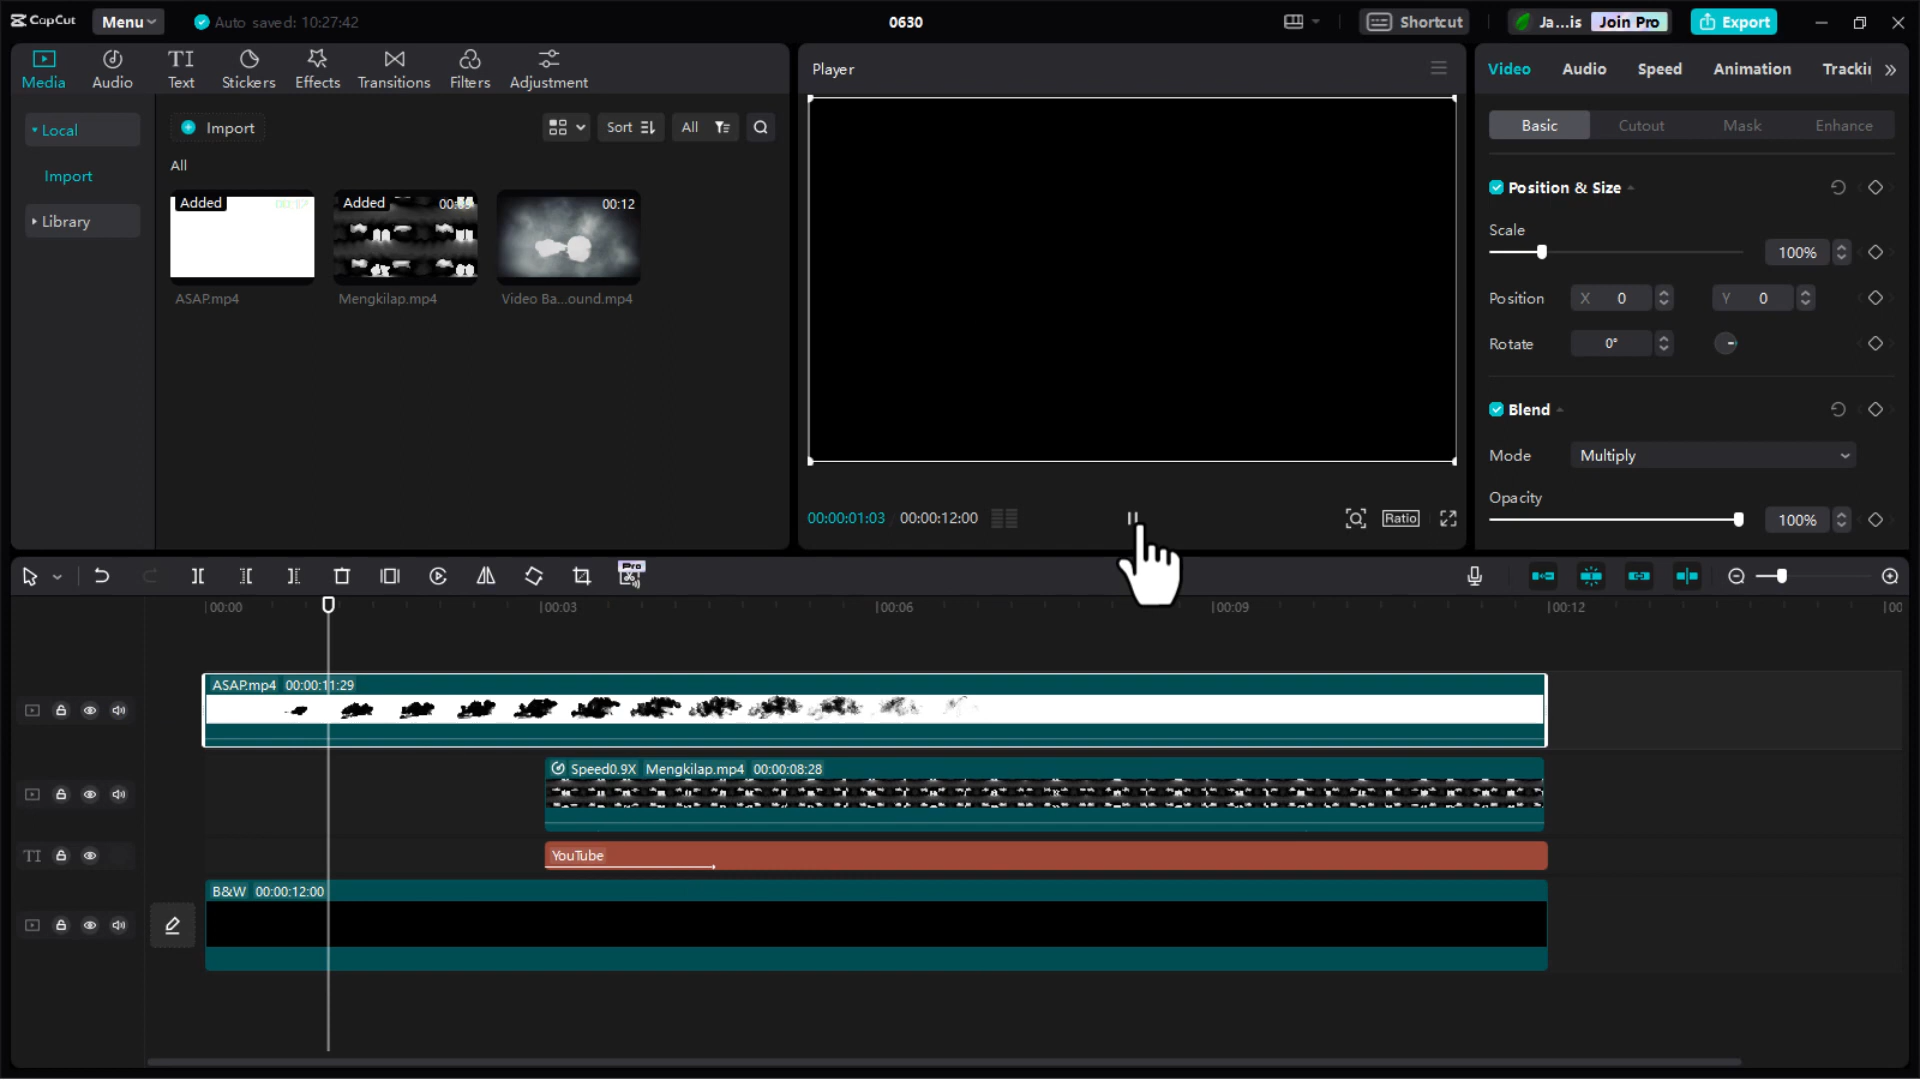 CapCut
Menu
Auto saved: 10:27:42
0630
Shortcut
Ja...is
Join Pro
Export
Media
Audio
Text
Stickers
Effects
Transitions
Filters
Adjustment
Local
Import
Library
Import
Sort
All
All
Added
ASAP.mp4
Added
Mengkilap.mp4
00:12
Video Ba...ound.mp4
Player
00:00:01:03
00:00:12:00
Ratio
Video
Audio
Speed
Animation
Basic
Cutout
Mask
Enhance
Position & Size
Scale
100%
Position
X 0
Y 0
Rotate
0°
Blend
Mode
Multiply
Opacity
100%
Pro
00:00
00:03
00:06
00:09
00:12
ASAP.mp4 00:00:11:29
Speed0.9X Mengkilap.mp4 00:00:08:28
TI
YouTube
B&W 00:00:12:00